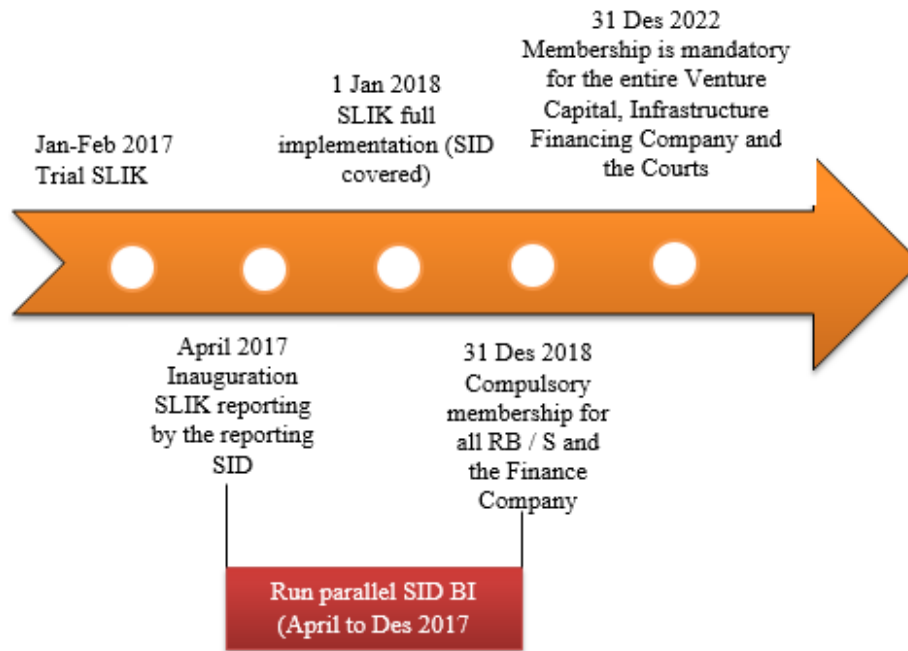 Jan-Feb 2017
Trial SLIK
1 Jan 2018
SLIK full
implementation (SID
covered)
31 Des 2022
Membership is mandatory
for the entire Venture
Capital, Infrastructure
Financing Company and
the Courts
April 2017
Inauguration
SLIK reporting
by the reporting
SID
31 Des 2018
Compulsory
membership for
all RB / S and
the Finance
Company
Run parallel SID BI
(April to Des 2017